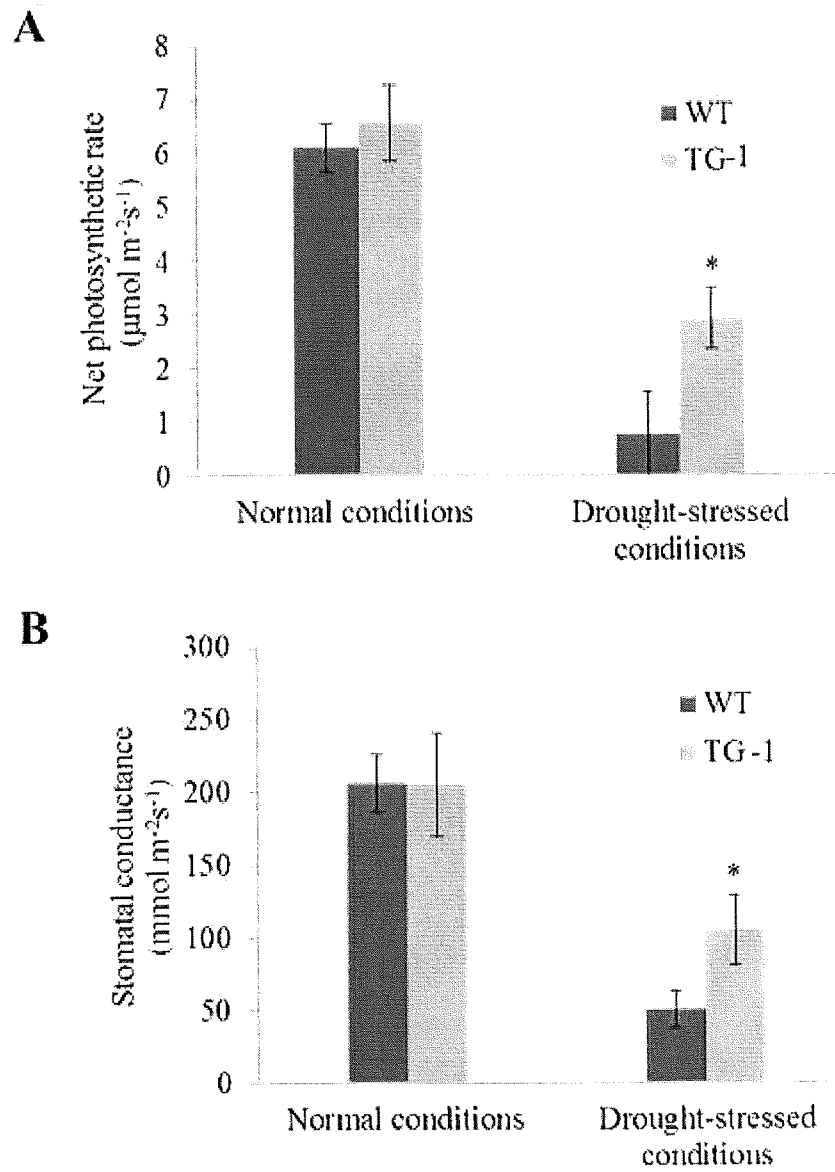 A
Net photosynthetic rate
(µmol m⁻²s⁻¹)
8
7
6
5
4
3
2
1
0
WT
TG-1
*
Normal conditions
Drought-stressed
conditions
B
Stomatal conductance
(mmol m⁻²s⁻¹)
300
250
200
150
100
50
0
WT
TG-1
*
Normal conditions
Drought-stressed
conditions